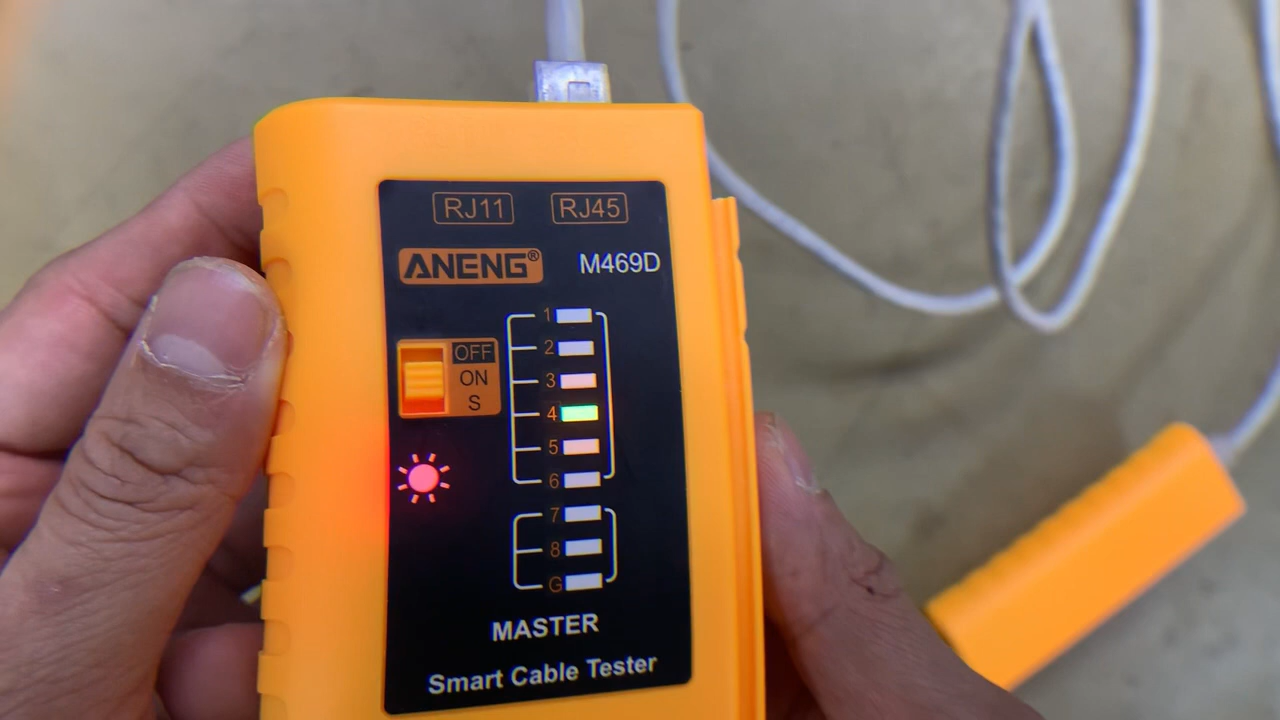 RJ11 RJ45
ANENG® M469D
1
2
OFF
3
ON
4
S
5
6
7
8
G
MASTER
Smart Cable Tester